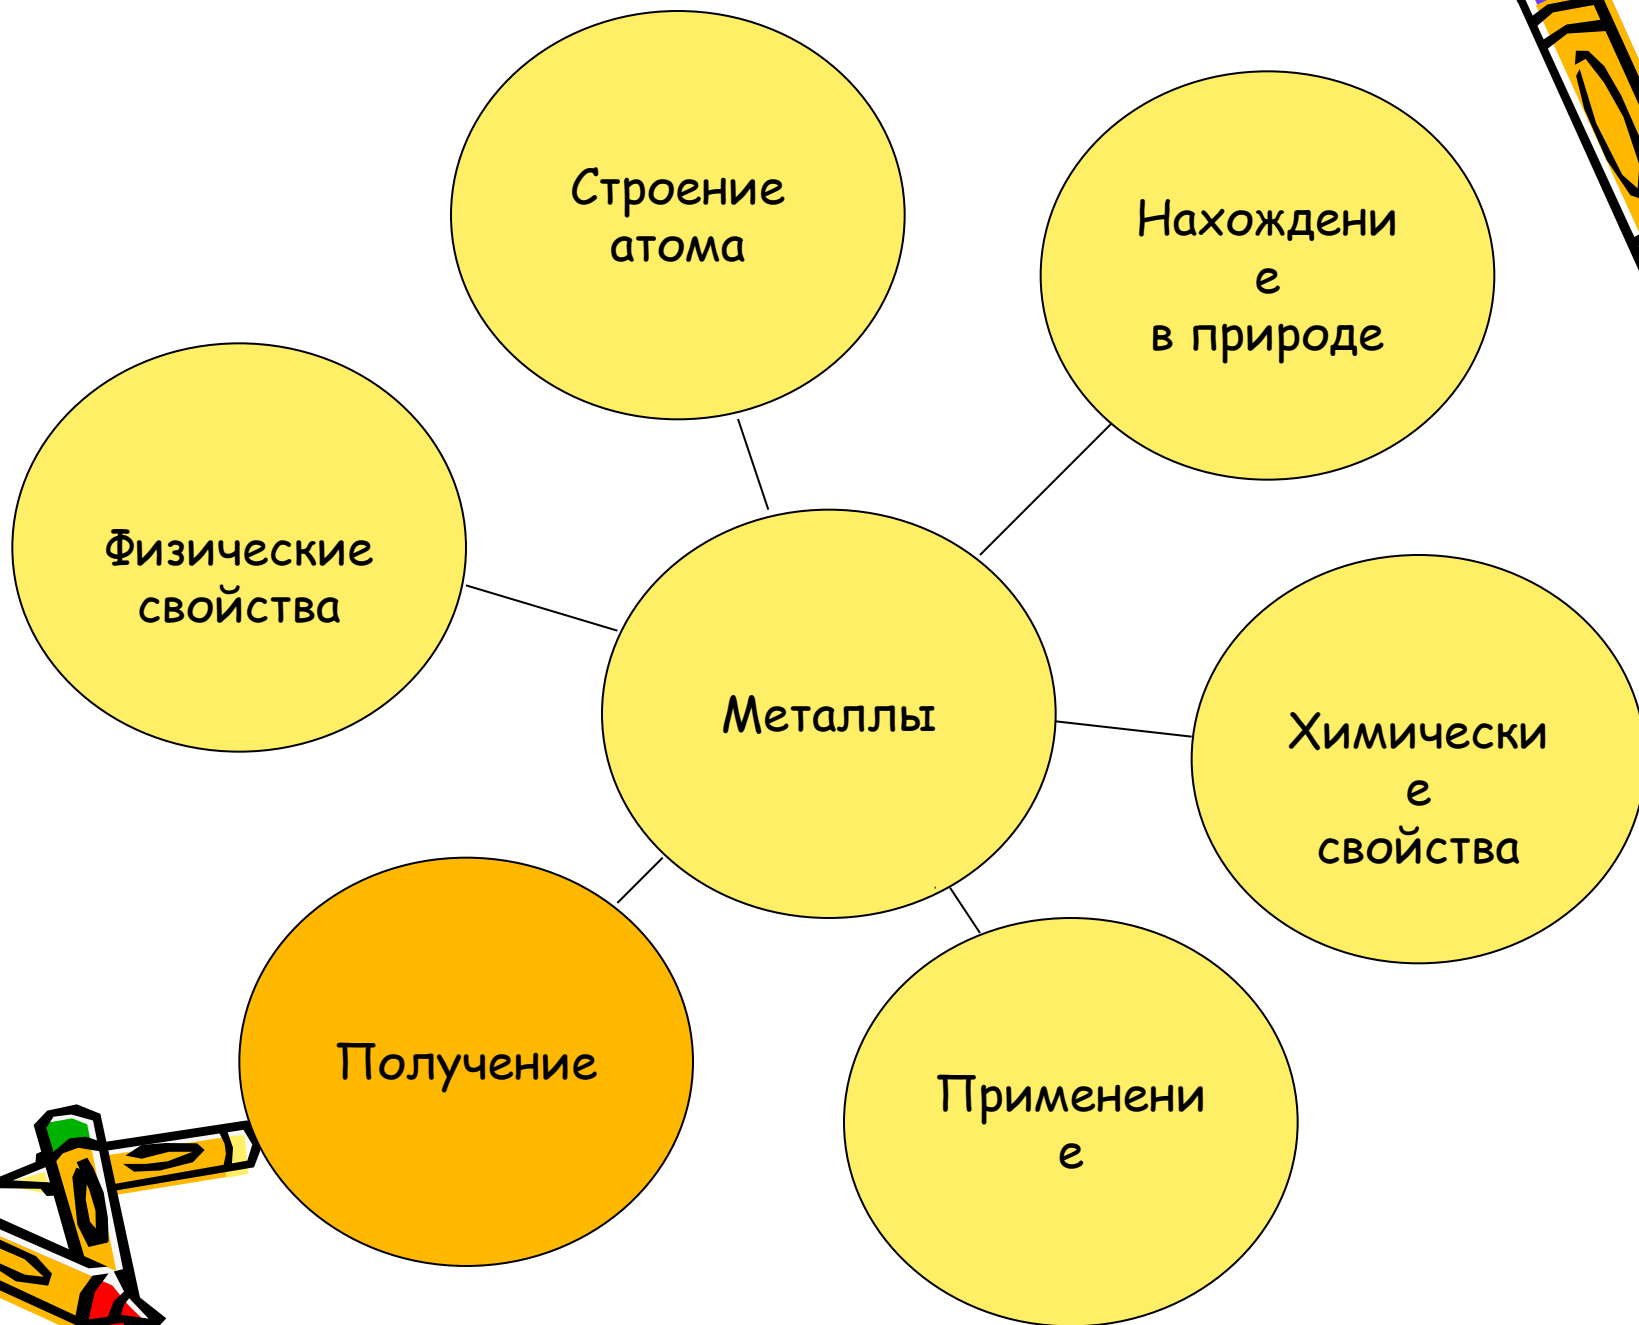 Строение
атома
Нахождени
е
в природе
Физические
свойства
Металлы
Химически
е
свойства
Получение
Применени
е